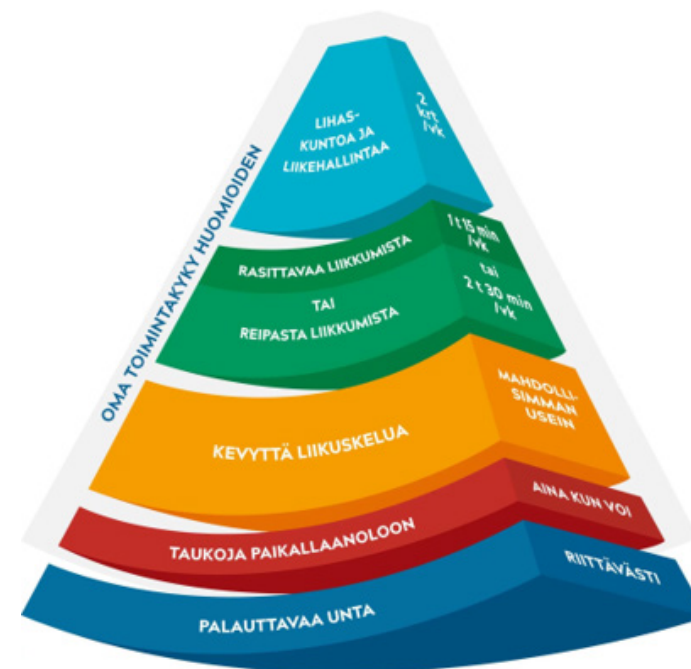 OMA TOIMINTAKYKY HUOMIOIDEN
LIHAS-
KUNTOA JA
LIIKEHALLINTAA
2
krt
/vk
RASITTAVAA LIIKKUMISTA
1 t 15 min
/vk
TAI
tai
REIPASTA LIIKKUMISTA
2 t 30 min
/vk
KEVYTTÄ LIIKUSKELUA
MAHDOLLI-
SIMMAN
USEIN
TAUKOJA PAIKALLAANOLOON
AINA KUN VOI
PALAUTTAVAA UNTA
RIITTÄVÄSTI